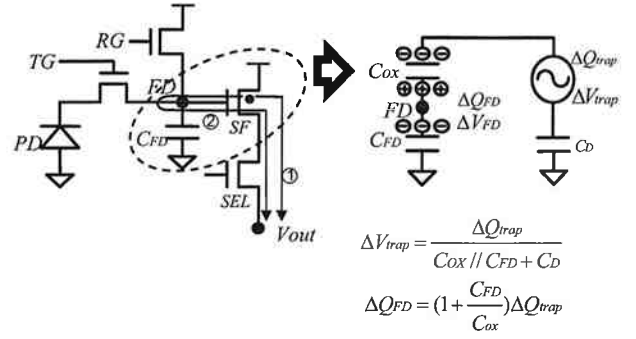 RG
TG
FD
②
SF
CFD
PD
①
SEL
Vout
ΔQtrap
COX
ΔVtrap
FD
ΔQFD
ΔVFD
CFD
CD
ΔVtrap = ΔQtrap / (COX // CFD + CD)
ΔQFD = (1 + CFD / Cox)ΔQtrap